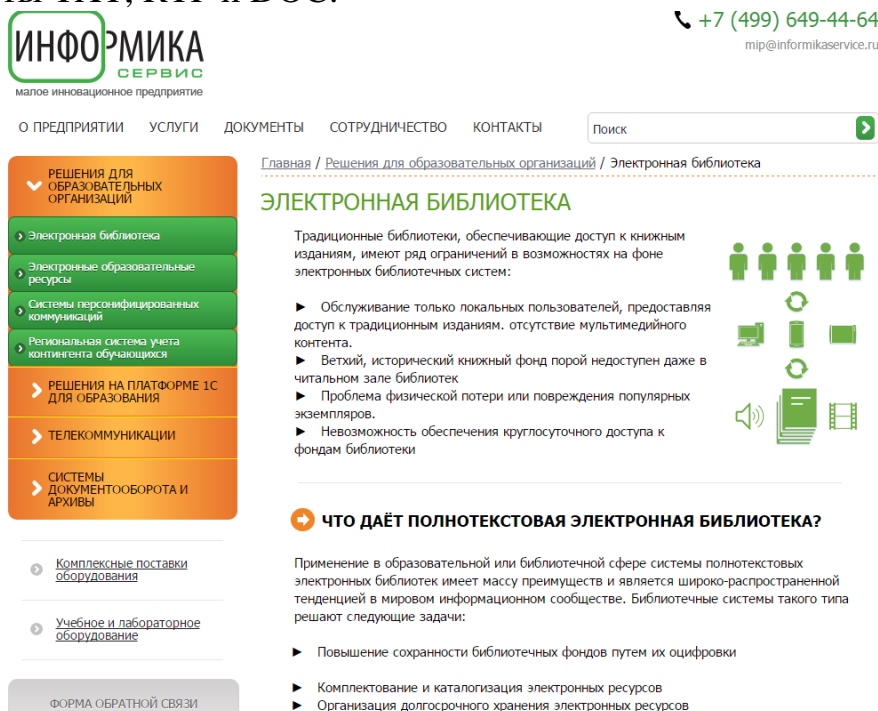 ИНФОРМИКА
СЕРВИС
малое инновационное предприятие
+7 (499) 649-44-64
mip@informikaservice.ru
О ПРЕДПРИЯТИИ УСЛУГИ ДОКУМЕНТЫ СОТРУДНИЧЕСТВО КОНТАКТЫ
Поиск
РЕШЕНИЯ ДЛЯ
ОБРАЗОВАТЕЛЬНЫХ
ОРГАНИЗАЦИЙ
Электронная библиотека
Электронные образовательные
ресурсы
Системы персонифицированных
коммуникаций
Региональная система учета
контингента обучающихся
РЕШЕНИЯ НА ПЛАТФОРМЕ 1С
ДЛЯ ОБРАЗОВАНИЯ
ТЕЛЕКОММУНИКАЦИИ
СИСТЕМЫ
ДОКУМЕНТООБОРОТА И
АРХИВЫ
Комплексные поставки
оборудования
Учебное и лабораторное
оборудование
ФОРМА ОБРАТНОЙ СВЯЗИ
Главная / Решения для образовательных организаций / Электронная библиотека
ЭЛЕКТРОННАЯ БИБЛИОТЕКА
Традиционные библиотеки, обеспечивающие доступ к книжным
изданиям, имеют ряд ограничений в возможностях на фоне
электронных библиотечных систем:
► Обслуживание только локальных пользователей, предоставляя
доступ к традиционным изданиям. отсутствие мультимедийного
контента.
► Ветхий, исторический книжный фонд порой недоступен даже в
читальном зале библиотек
► Проблема физической потери или повреждения популярных
экземпляров.
► Невозможность обеспечения круглосуточного доступа к
фондам библиотеки
ЧТО ДАЁТ ПОЛНОТЕКСТОВАЯ ЭЛЕКТРОННАЯ БИБЛИОТЕКА?
Применение в образовательной или библиотечной сфере системы полнотекстовых
электронных библиотек имеет массу преимуществ и является широко-распространенной
тенденцией в мировом информационном сообществе. Библиотечные системы такого типа
решают следующие задачи:
► Повышение сохранности библиотечных фондов путем их оцифровки
► Комплектование и каталогизация электронных ресурсов
► Организация долгосрочного хранения электронных ресурсов